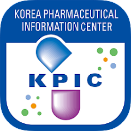 KOREA PHARMACEUTICAL
INFORMATION CENTER
KPIC